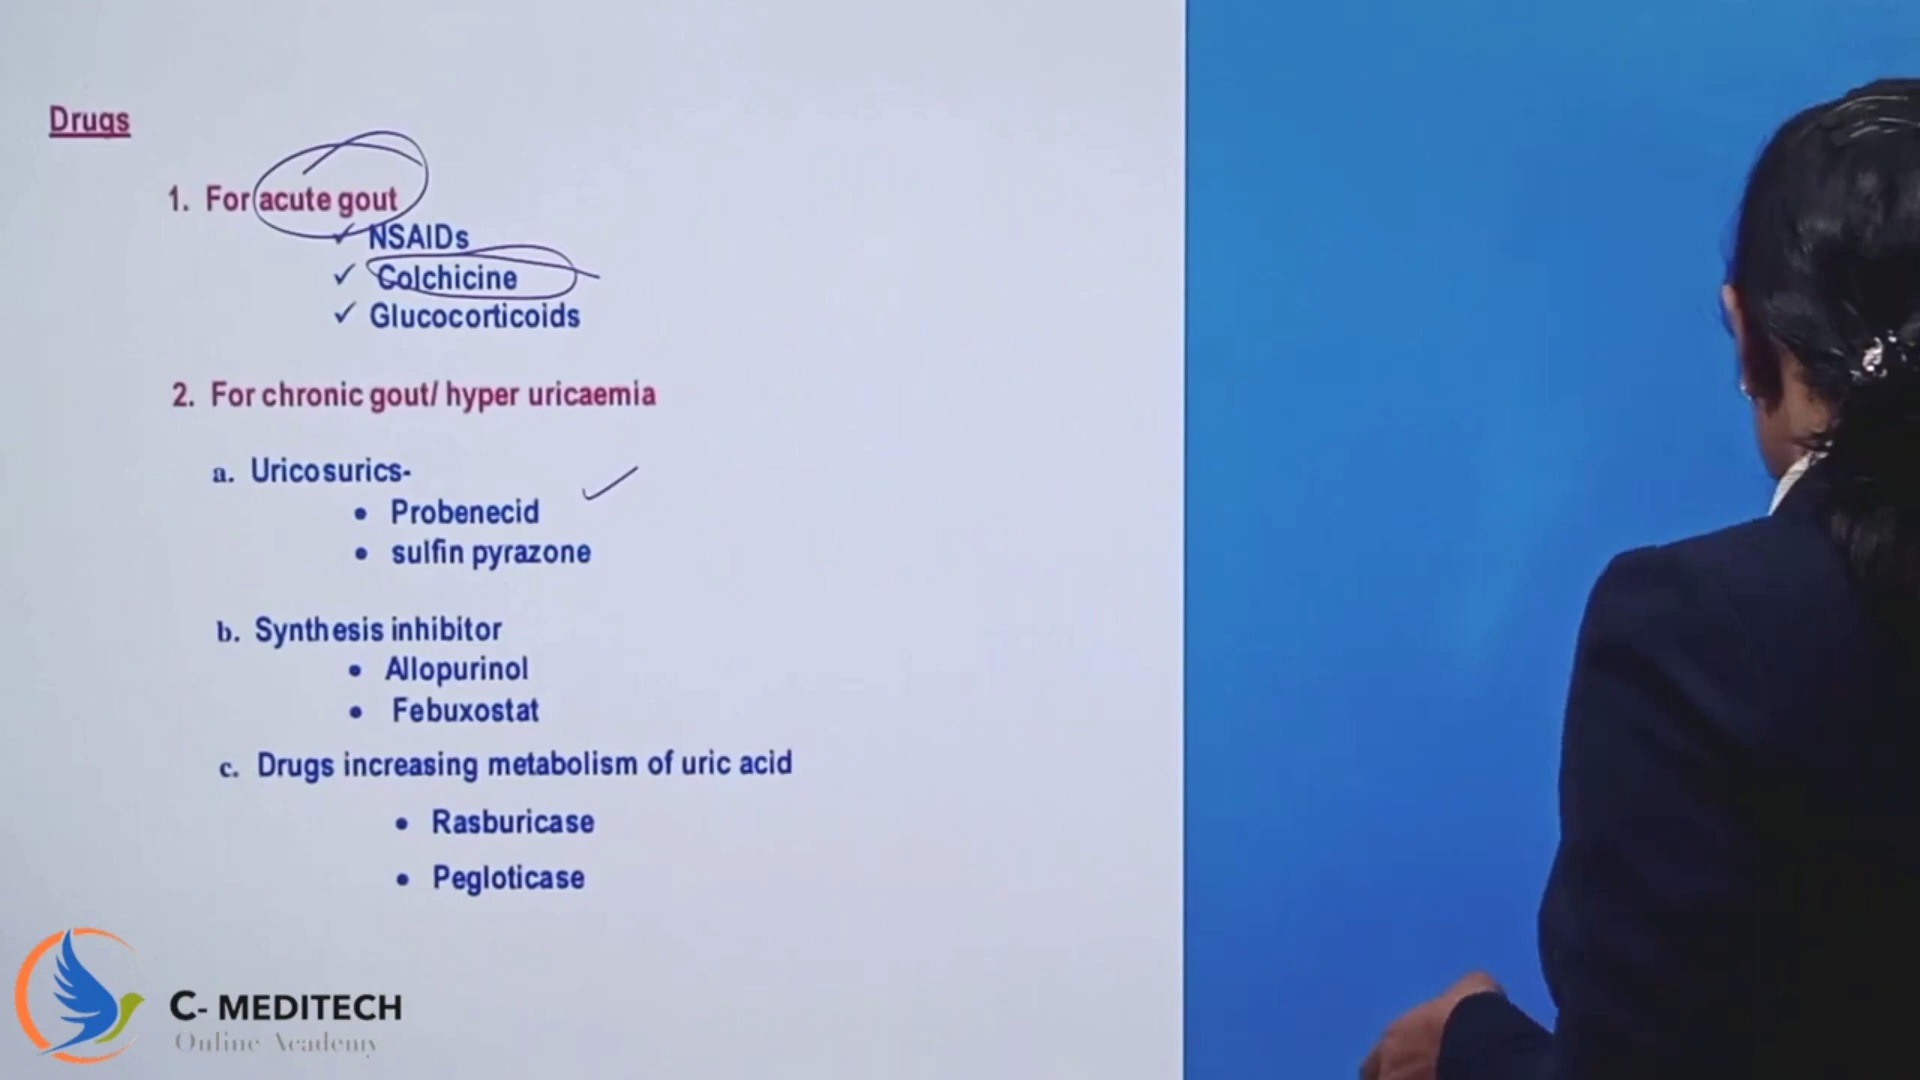 Drugs
1. For acute gout
✓ NSAIDs
✓ Colchicine
✓ Glucocorticoids
2. For chronic gout/ hyper uricaemia
a. Uricosurics-
• Probenecid
• sulfin pyrazone
b. Synthesis inhibitor
• Allopurinol
• Febuxostat
c. Drugs increasing metabolism of uric acid
• Rasburicase
• Pegloticase
C- MEDITECH
Online Academy